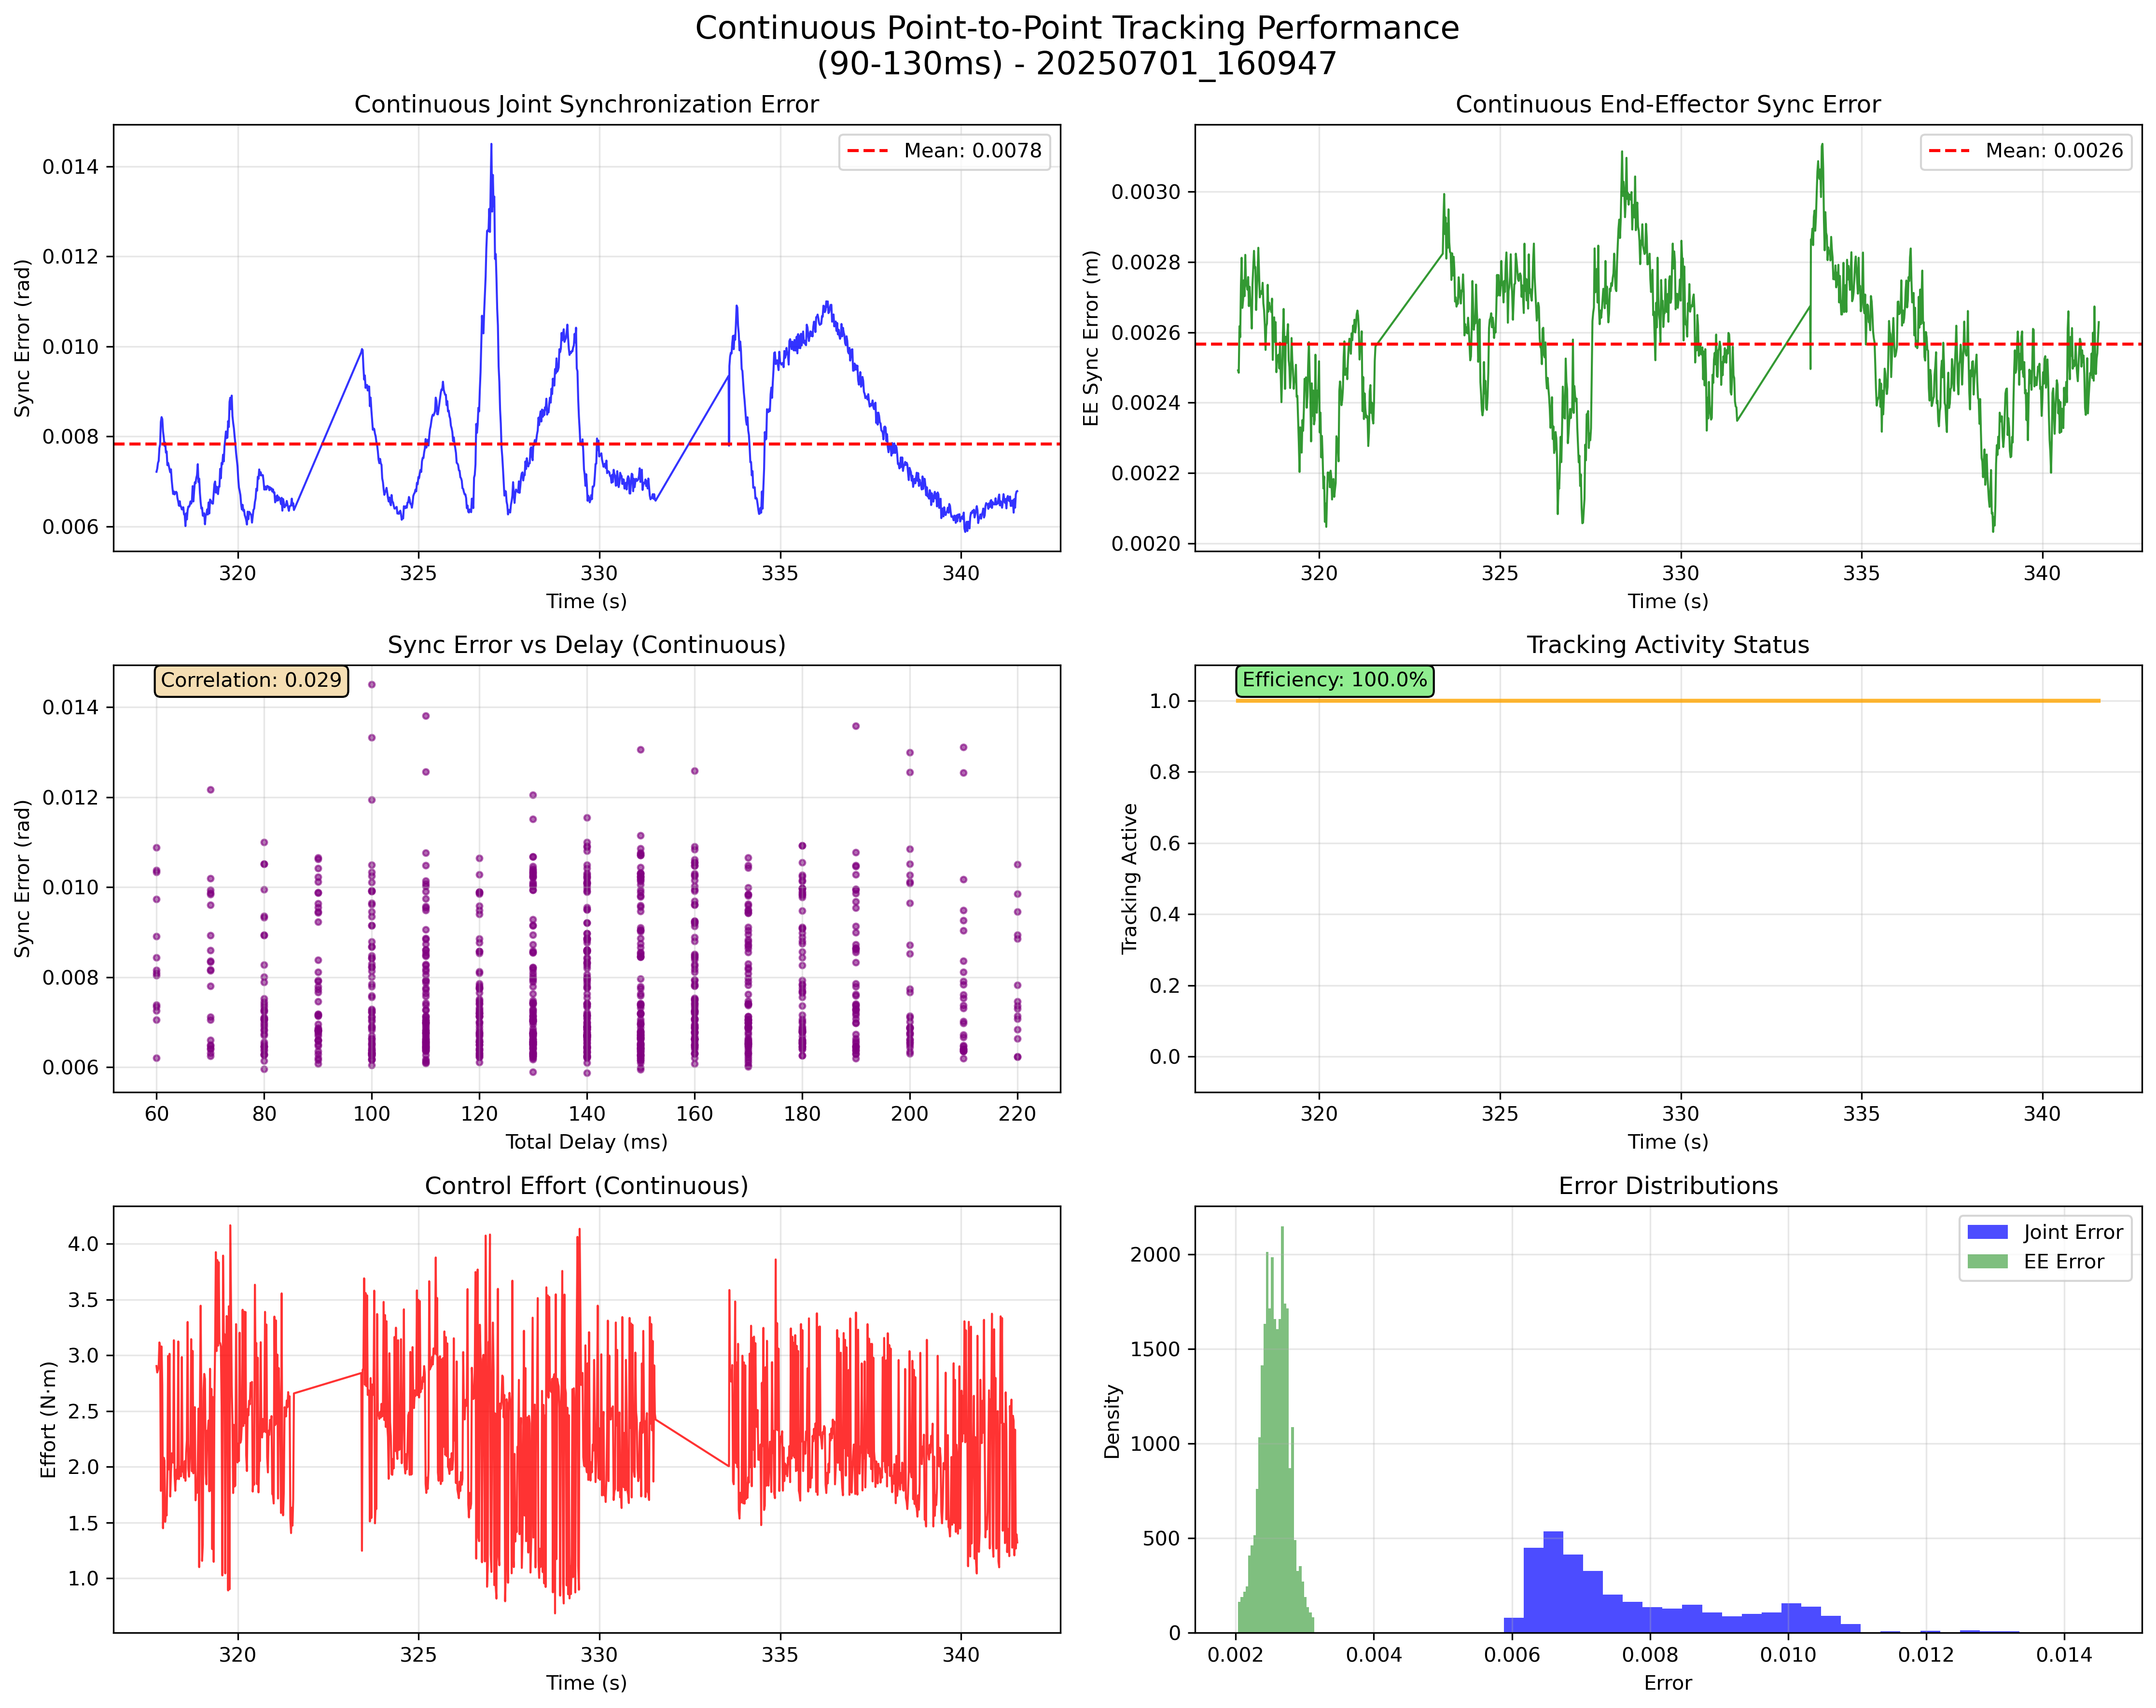 Continuous Point-to-Point Tracking Performance
(90-130ms) - 20250701_160947
Continuous Joint Synchronization Error
Sync Error (rad)
0.014
0.012
0.010
0.008
0.006
Mean: 0.0078
320 325 330 335 340
Time (s)
Continuous End-Effector Sync Error
EE Sync Error (m)
0.0030
0.0028
0.0026
0.0024
0.0022
0.0020
Mean: 0.0026
320 325 330 335 340
Time (s)
Sync Error vs Delay (Continuous)
Sync Error (rad)
Correlation: 0.029
0.014
0.012
0.010
0.008
0.006
60 80 100 120 140 160 180 200 220
Total Delay (ms)
Tracking Activity Status
Tracking Active
Efficiency: 100.0%
1.0
0.8
0.6
0.4
0.2
0.0
320 325 330 335 340
Time (s)
Control Effort (Continuous)
Effort (N·m)
4.0
3.5
3.0
2.5
2.0
1.5
1.0
320 325 330 335 340
Time (s)
Error Distributions
Density
2000
1500
1000
500
0
Joint Error
EE Error
0.002 0.004 0.006 0.008 0.010 0.012 0.014
Error